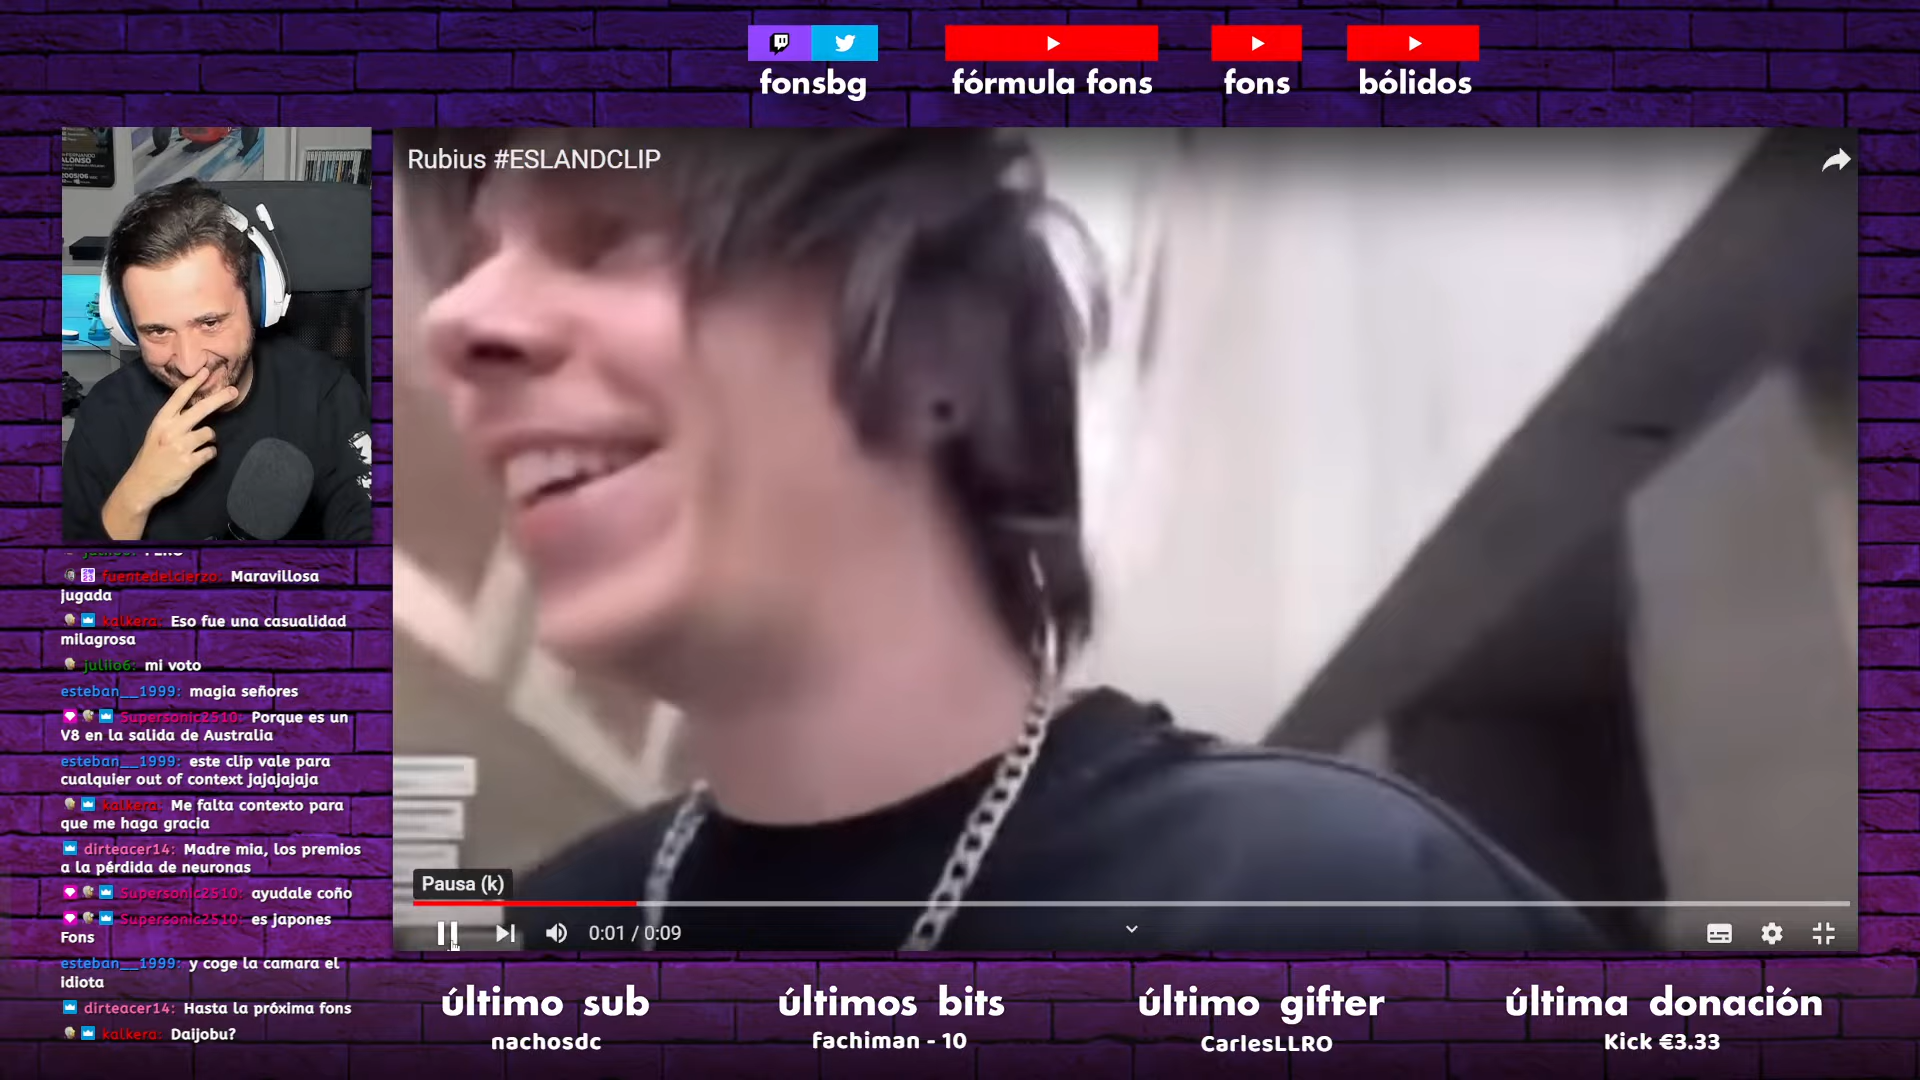 fonsbg
fórmula fons
fons
bólidos
FERNANDO
ALONSO
2005/06
Rubius #ESLANDCLIP
fuentedelcierzo: Maravillosa
jugada
kalkera: Eso fue una casualidad
milagrosa
juliio6: mi voto
esteban__1999: magia señores
Supersonic2510: Porque es un
V8 en la salida de Australia
esteban__1999: este clip vale para
cualquier out of context jajajajaja
kalkera: Me falta contexto para
que me haga gracia
dirteacer14: Madre mia, los premios
a la pérdida de neuronas
Supersonic2510: ayudale coño
Supersonic2510: es japones
Fons
esteban__1999: y coge la camara el
idiota
dirteacer14: Hasta la próxima fons
kalkera: Daijobu?
Pausa (k)
0:01 / 0:09
último sub
nachosdc
últimos bits
fachiman - 10
último gifter
CarlesLLRO
última donación
Kick €3.33